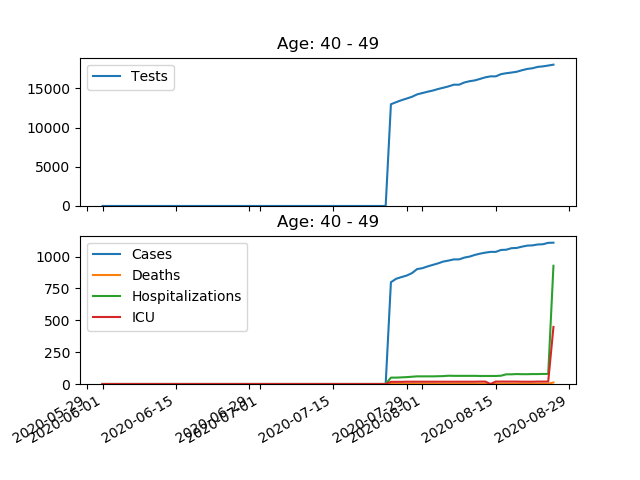 Age: 40 - 49
Tests
15000
10000
5000
0
Age: 40 - 49
Cases
Deaths
Hospitalizations
ICU
1000
750
500
250
0
2020-05-29
2020-06-01
2020-06-15
2020-06-29
2020-07-01
2020-07-15
2020-07-29
2020-08-01
2020-08-15
2020-08-29